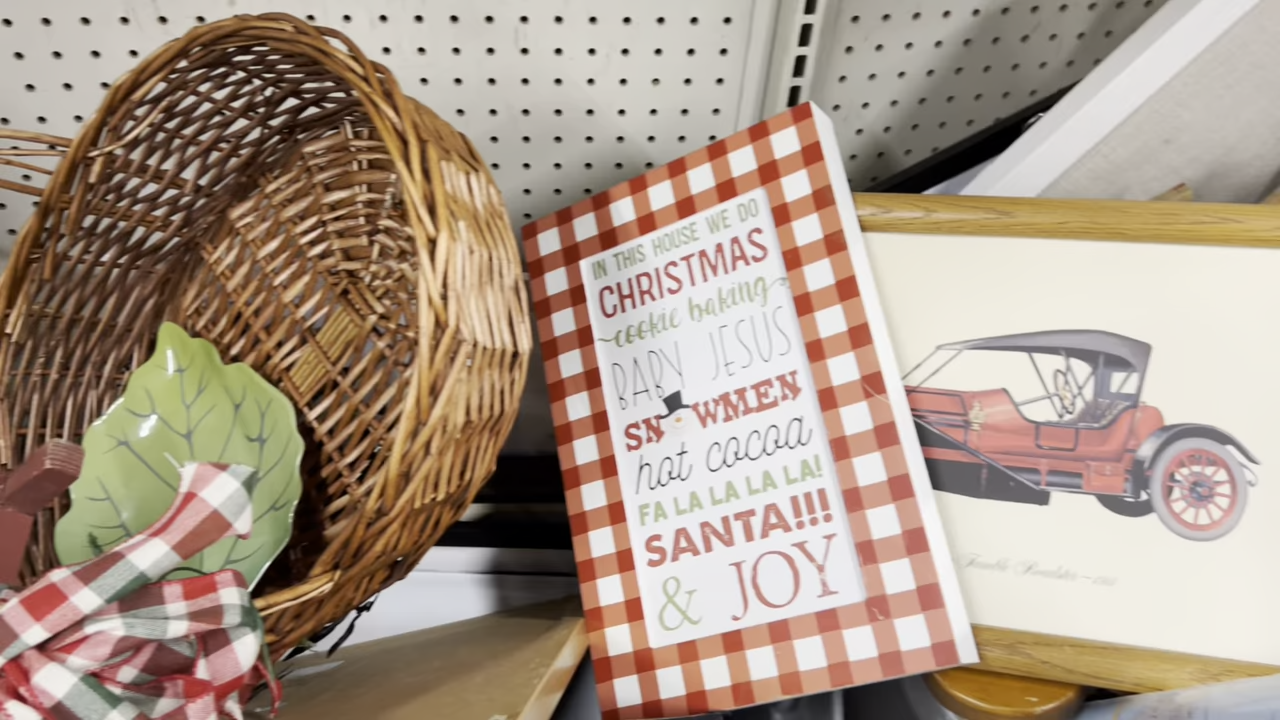 IN THIS HOUSE WE DO
CHRISTMAS
cookie baking
BABY JESUS
SNOWMEN
hot cocoa
FA LA LA LA LA!
SANTA!!!
& JOY